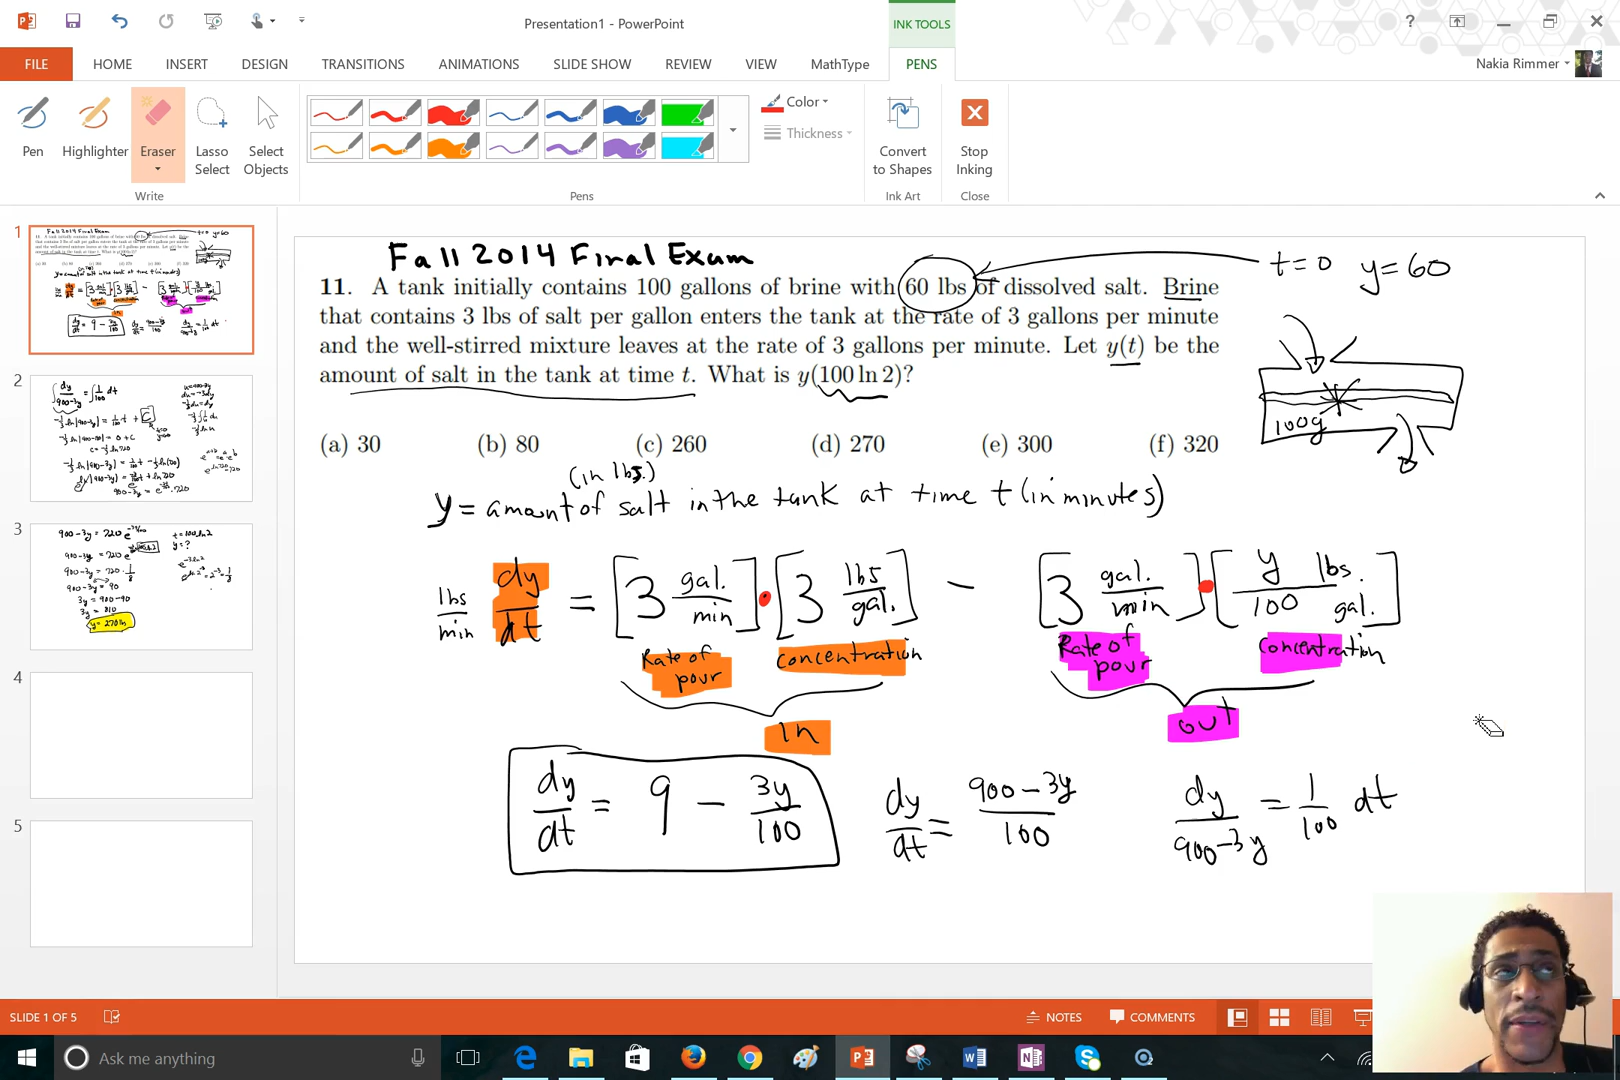 Presentation1 - PowerPoint
INK TOOLS
FILE HOME INSERT DESIGN TRANSITIONS ANIMATIONS SLIDE SHOW REVIEW VIEW MathType PENS
Nakia Rimmer
Pen Highlighter Eraser Lasso Select Select Objects
Color
Thickness
Convert to Shapes
Stop Inking
Write Pens Ink Art Close
1
2
3
4
5
Fall 2014 Final Exam
t=0 y=60
11. A tank initially contains 100 gallons of brine with 60 lbs of dissolved salt. Brine
that contains 3 lbs of salt per gallon enters the tank at the rate of 3 gallons per minute
and the well-stirred mixture leaves at the rate of 3 gallons per minute. Let y(t) be the
amount of salt in the tank at time t. What is y(100 ln 2)?
100g
(a) 30 (b) 80 (c) 260 (d) 270 (e) 300 (f) 320
(in lbs.)
y = amount of salt in the tank at time t (in minutes)
lbs/min dy/dt = [3 gal./min] • [3 lbs/gal.] − [3 gal./min] • [y/100 lbs./gal.]
Rate of pour Concentration Rate of pour Concentration
in out
dy/dt = 9 − 3y/100 dy/dt = 900−3y/100 dy/900−3y = 1/100 dt
SLIDE 1 OF 5 NOTES COMMENTS
Ask me anything